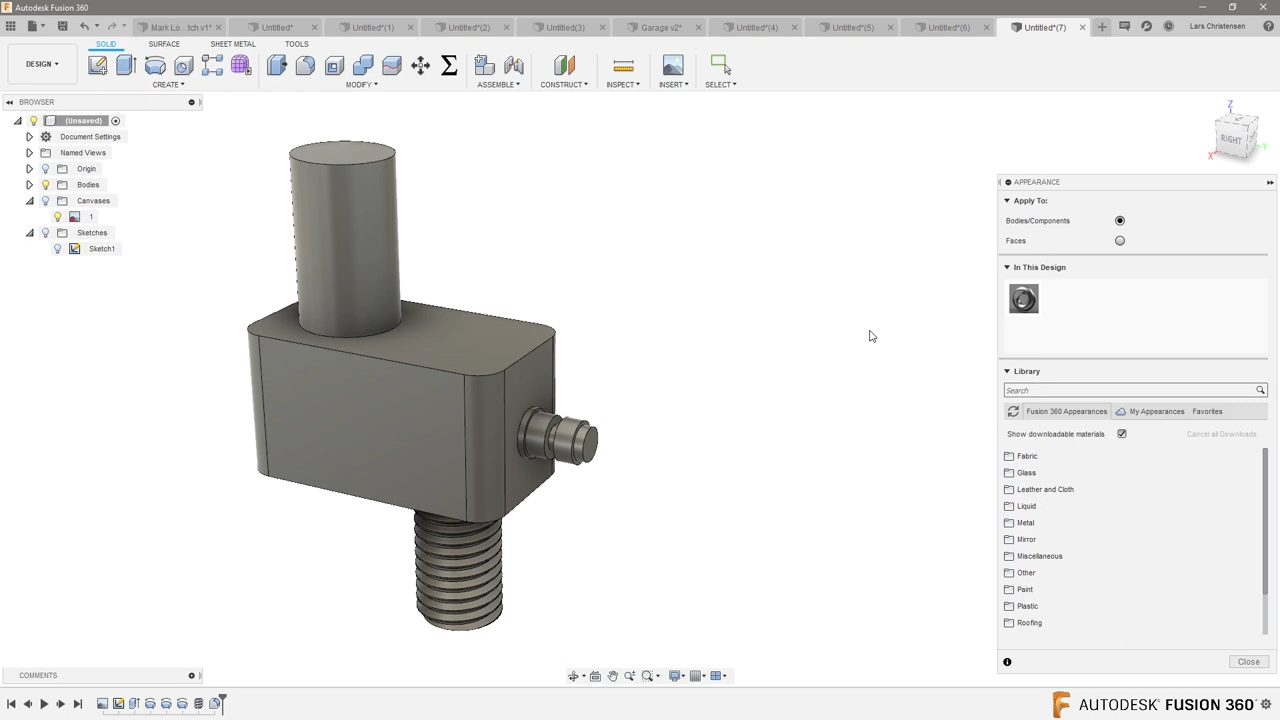 Autodesk Fusion 360
Mark Lo...tch v1* Untitled* Untitled*(1) Untitled*(2) Untitled(3) Garage v2* Untitled*(4) Untitled*(5) Untitled*(6) Untitled*(7) Lars Christensen
SOLID SURFACE SHEET METAL TOOLS
DESIGN
CREATE MODIFY ASSEMBLE CONSTRUCT INSPECT INSERT SELECT
BROWSER
(Unsaved)
Document Settings
Named Views
Origin
Bodies
Canvases
1
Sketches
Sketch1
Z
RIGHT
X
Y
APPEARANCE
Apply To:
Bodies/Components
Faces
In This Design
Library
Search
Fusion 360 Appearances My Appearances Favorites
Show downloadable materials Cancel all Downloads
Fabric
Glass
Leather and Cloth
Liquid
Metal
Mirror
Miscellaneous
Other
Paint
Plastic
Roofing
Close
COMMENTS
AUTODESK FUSION 360